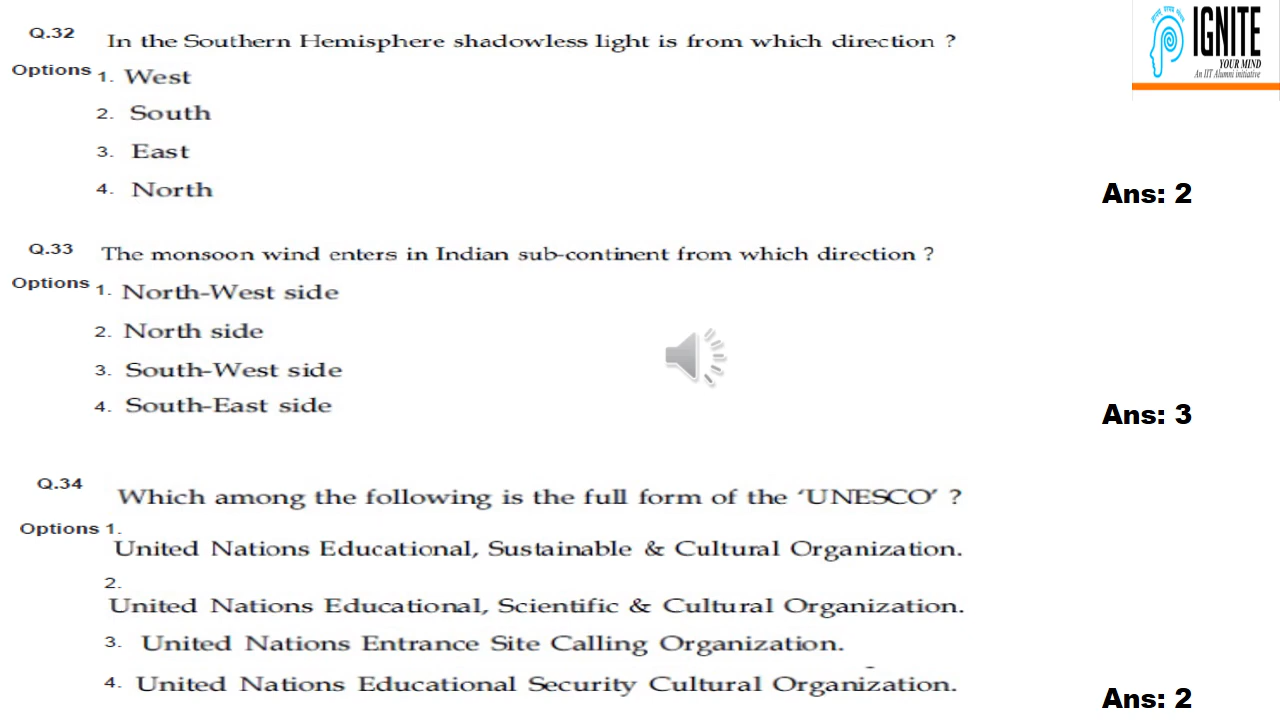 Q.32 In the Southern Hemisphere shadowless light is from which direction ?
Options 1. West
2. South
3. East
4. North
Ans: 2
Q.33 The monsoon wind enters in Indian sub-continent from which direction ?
Options 1. North-West side
2. North side
3. South-West side
4. South-East side
Ans: 3
Q.34 Which among the following is the full form of the ‘UNESCO’ ?
Options 1.
United Nations Educational, Sustainable & Cultural Organization.
2.
United Nations Educational, Scientific & Cultural Organization.
3. United Nations Entrance Site Calling Organization.
4. United Nations Educational Security Cultural Organization.
Ans: 2
IGNITE
YOUR MIND
An IIT Alumni initiative